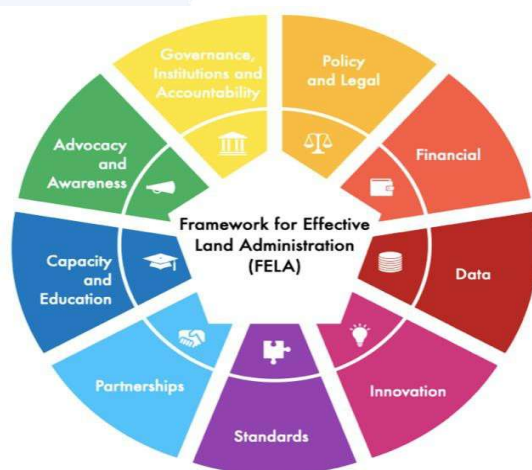 Governance,
Institutions and
Accountability
Policy
and Legal
Financial
Data
Innovation
Standards
Partnerships
Capacity
and
Education
Advocacy
and
Awareness
Framework for Effective
Land Administration
(FELA)